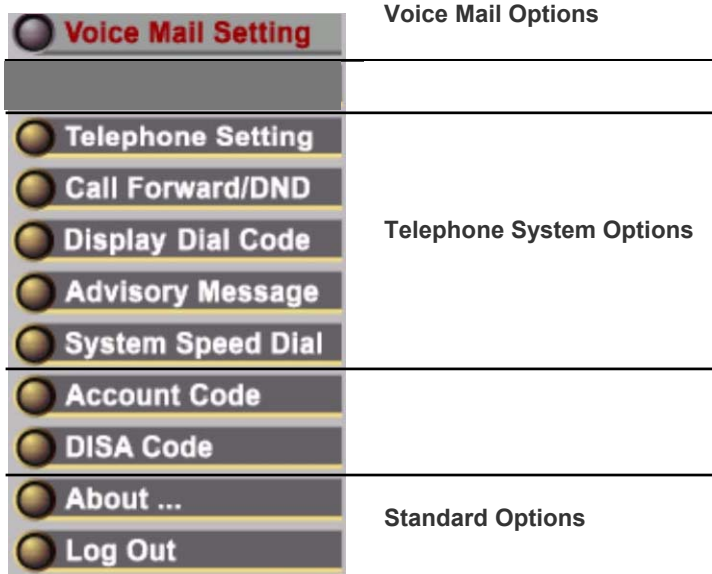 Voice Mail Setting
Voice Mail Options
Telephone Setting
Call Forward/DND
Display Dial Code
Telephone System Options
Advisory Message
System Speed Dial
Account Code
DISA Code
About ...
Standard Options
Log Out